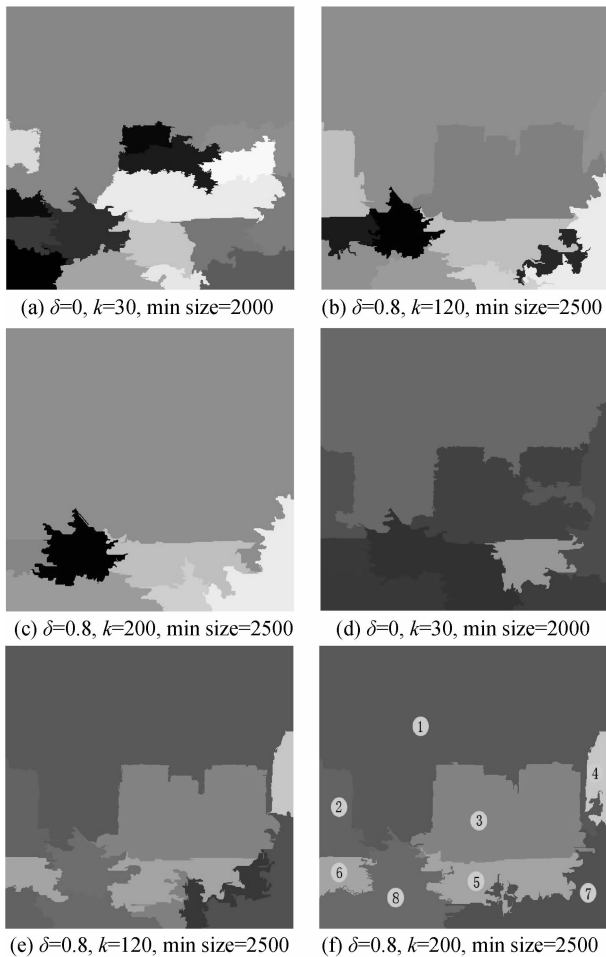 (a) δ=0, k=30, min size=2000
(b) δ=0.8, k=120, min size=2500
(c) δ=0.8, k=200, min size=2500
(d) δ=0, k=30, min size=2000
1
2
3
4
5
6
7
8
(e) δ=0.8, k=120, min size=2500
(f) δ=0.8, k=200, min size=2500